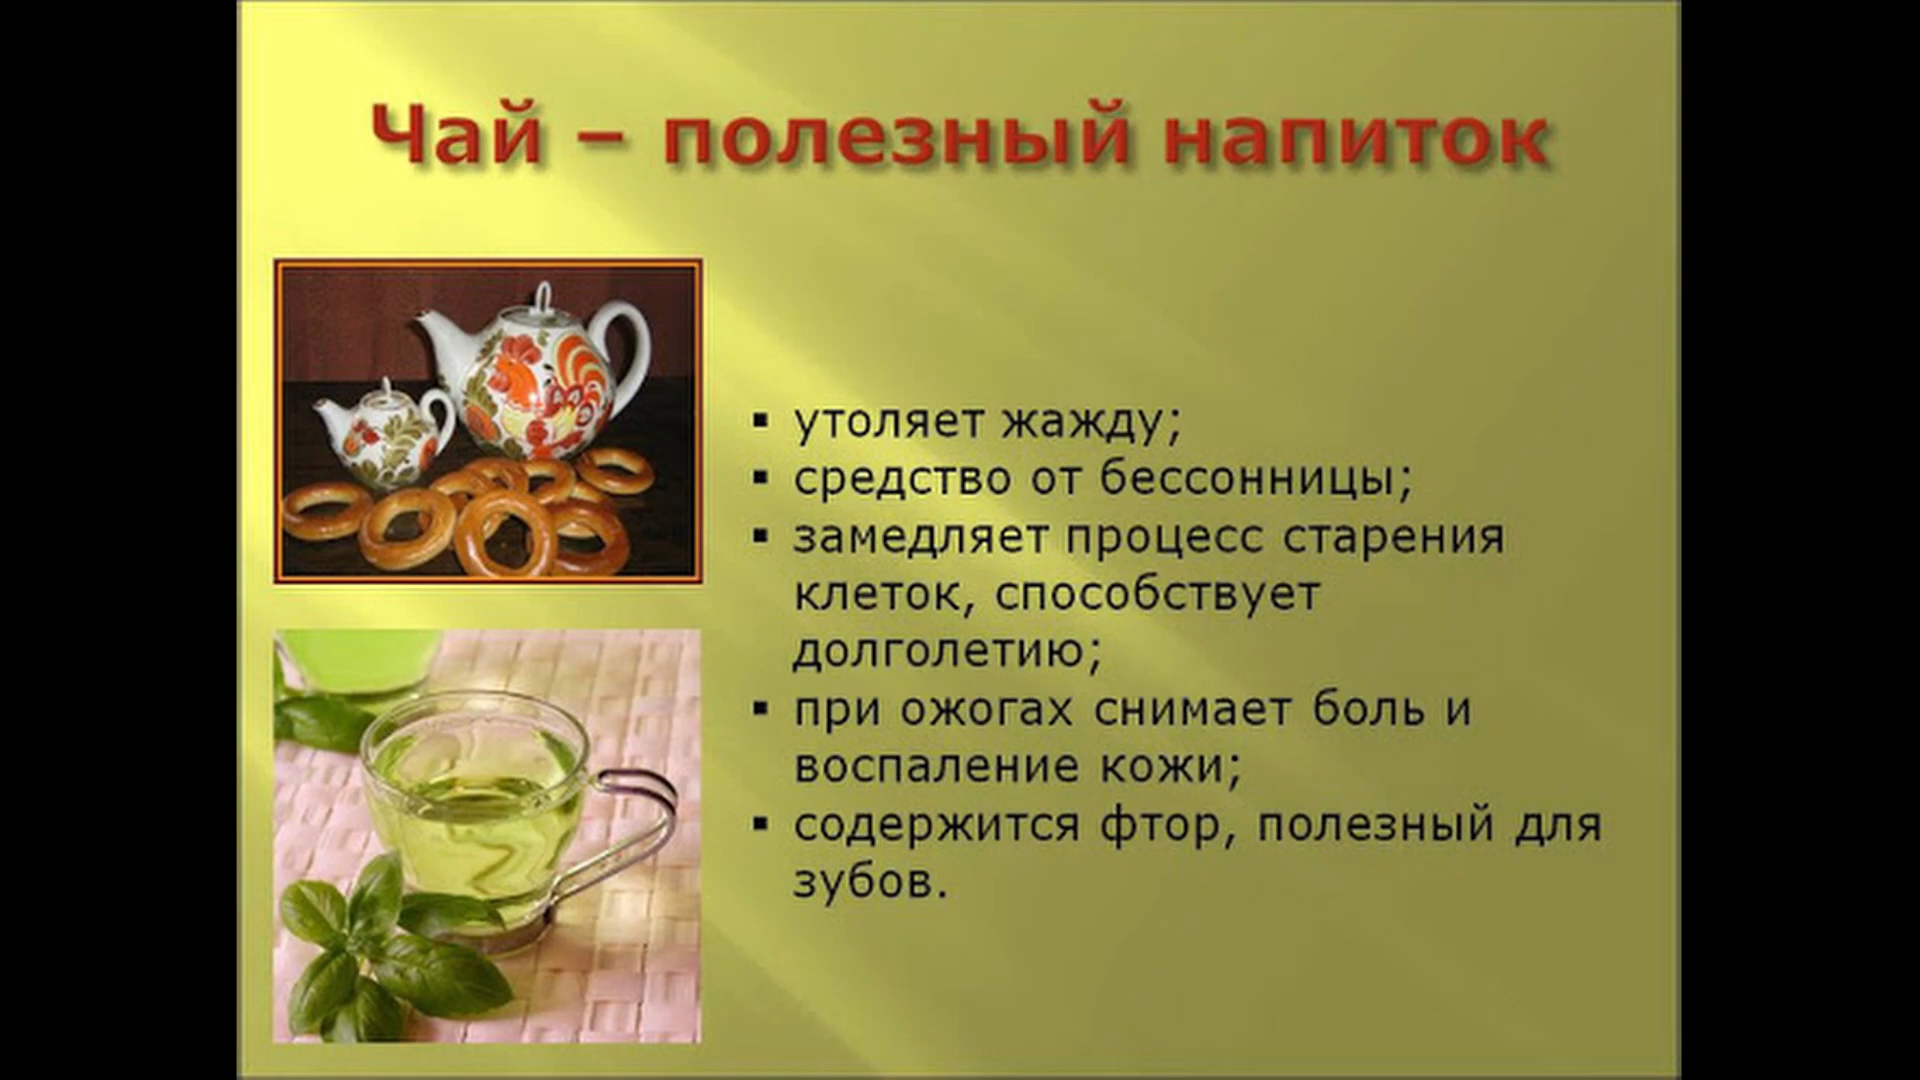 Чай – полезный напиток
▪ утоляет жажду;
▪ средство от бессонницы;
▪ замедляет процесс старения
клеток, способствует
долголетию;
▪ при ожогах снимает боль и
воспаление кожи;
▪ содержится фтор, полезный для
зубов.